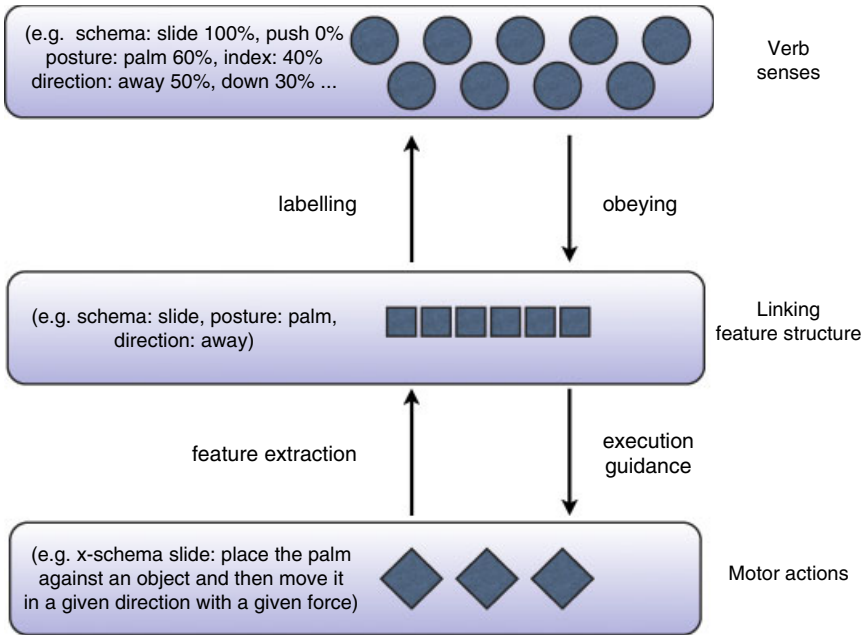 (e.g. schema: slide 100%, push 0%
posture: palm 60%, index: 40%
direction: away 50%, down 30% ...
Verb
senses
labelling
obeying
(e.g. schema: slide, posture: palm,
direction: away)
Linking
feature structure
feature extraction
execution
guidance
(e.g. x-schema slide: place the palm
against an object and then move it
in a given direction with a given force)
Motor actions